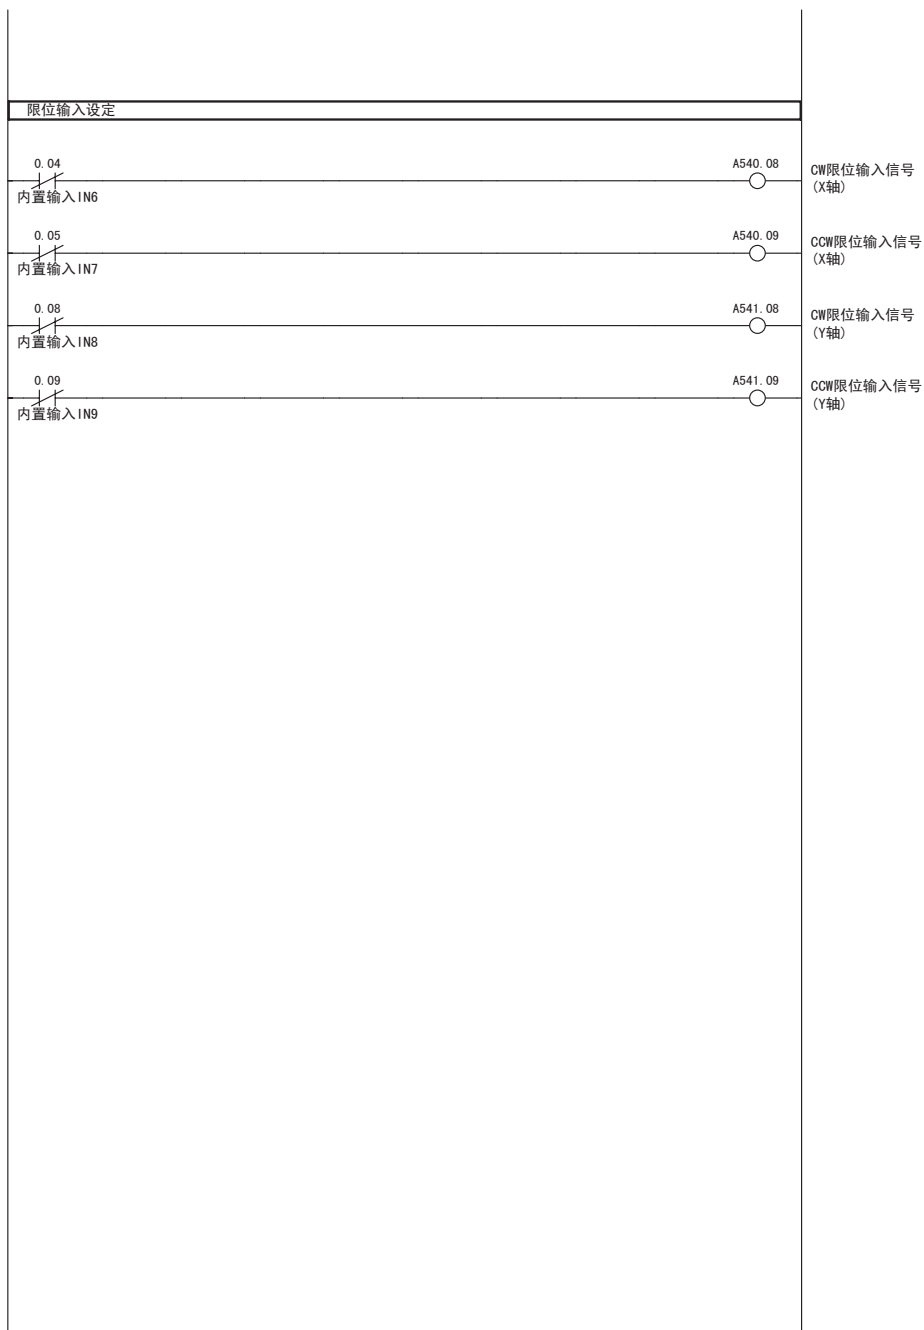 限位输入设定
0.04
A540.08
CW限位输入信号
(X轴)
内置输入IN6
0.05
A540.09
CCW限位输入信号
(X轴)
内置输入IN7
0.08
A541.08
CW限位输入信号
(Y轴)
内置输入IN8
0.09
A541.09
CCW限位输入信号
(Y轴)
内置输入IN9